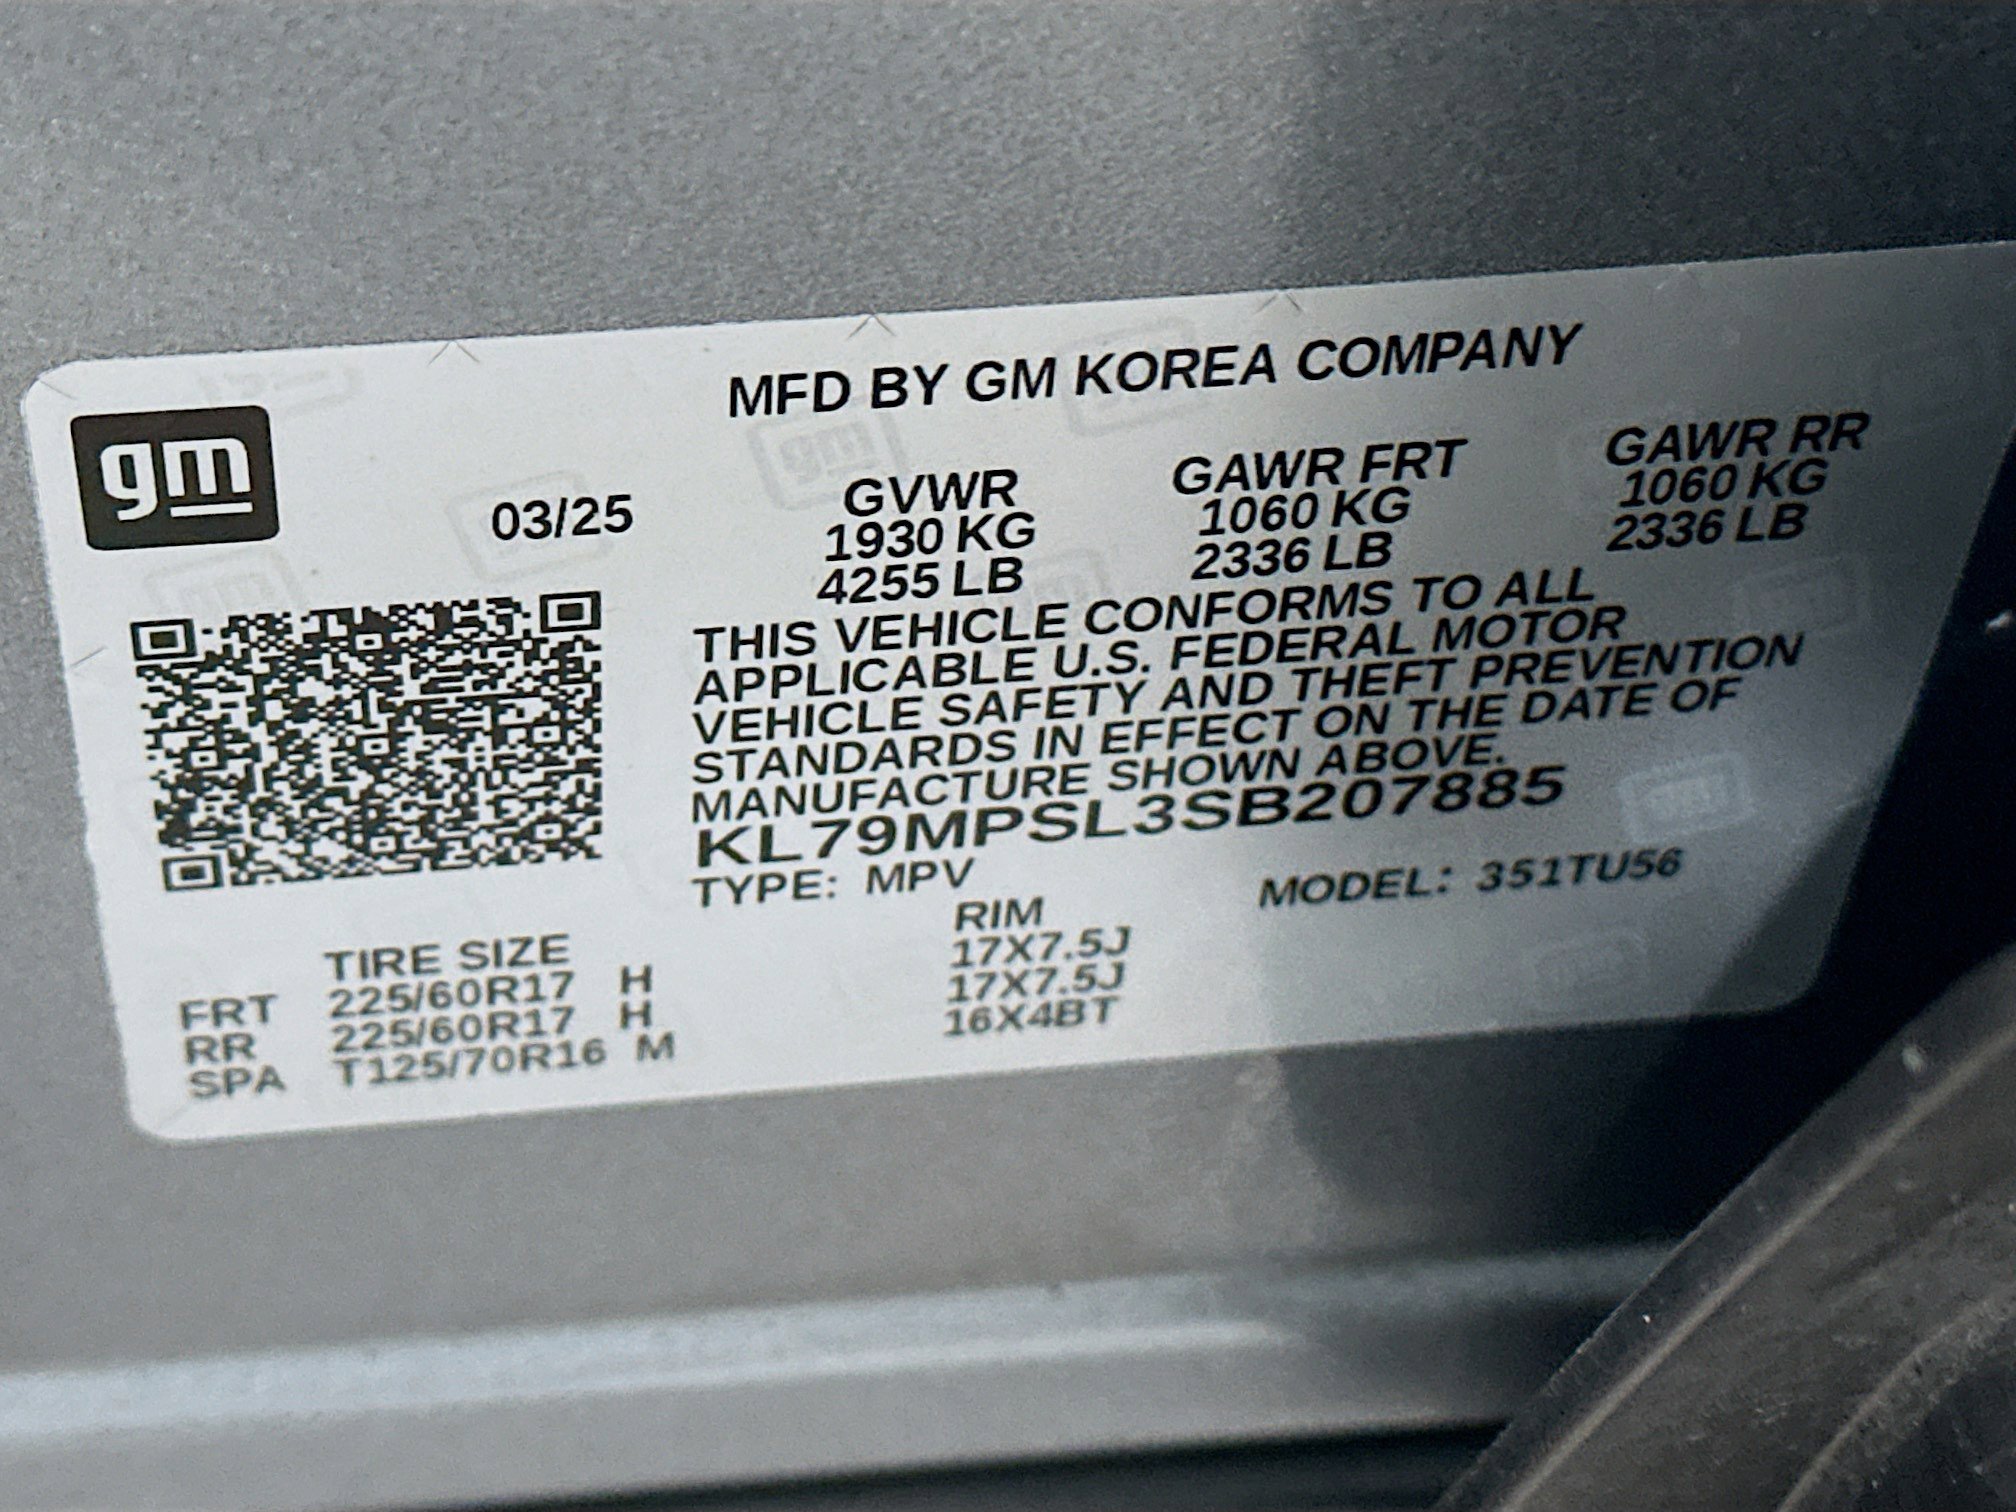 gm
MFD BY GM KOREA COMPANY
03/25
GVWR GAWR FRT GAWR RR
1930 KG 1060 KG 1060 KG
4255 LB 2336 LB 2336 LB
THIS VEHICLE CONFORMS TO ALL
APPLICABLE U.S. FEDERAL MOTOR
VEHICLE SAFETY AND THEFT PREVENTION
STANDARDS IN EFFECT ON THE DATE OF
MANUFACTURE SHOWN ABOVE.
KL79MPSL3SB207885
TYPE: MPV MODEL: 351TU56
TIRE SIZE RIM
FRT 225/60R17 H 17X7.5J
RR 225/60R17 H 17X7.5J
SPA T125/70R16 M 16X4BT